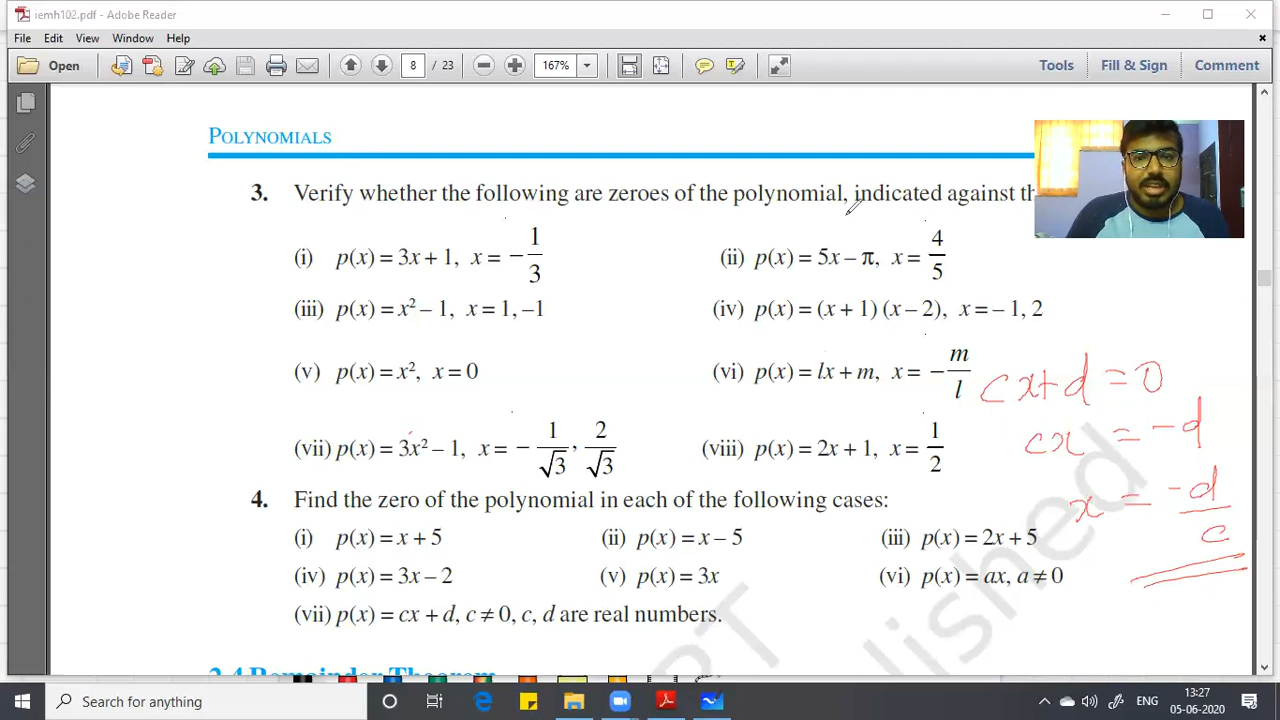 iemh102.pdf - Adobe Reader
File Edit View Window Help
Open 8 / 23 167% Tools Fill & Sign Comment
POLYNOMIALS
3. Verify whether the following are zeroes of the polynomial, indicated against
(i) p(x) = 3x + 1, x = −1/3
(ii) p(x) = 5x – π, x = 4/5
(iii) p(x) = x² – 1, x = 1, –1
(iv) p(x) = (x + 1) (x – 2), x = – 1, 2
(v) p(x) = x², x = 0
(vi) p(x) = lx + m, x = −m/l
(vii) p(x) = 3x² – 1, x = −1/√3, 2/√3
(viii) p(x) = 2x + 1, x = 1/2
cx+d = 0
cx = -d
x = -d/c
4. Find the zero of the polynomial in each of the following cases:
(i) p(x) = x + 5
(ii) p(x) = x – 5
(iii) p(x) = 2x + 5
(iv) p(x) = 3x – 2
(v) p(x) = 3x
(vi) p(x) = ax, a ≠ 0
(vii) p(x) = cx + d, c ≠ 0, c, d are real numbers.
2.4 Remainder Theorem
Search for anything
ENG
13:27
05-06-2020